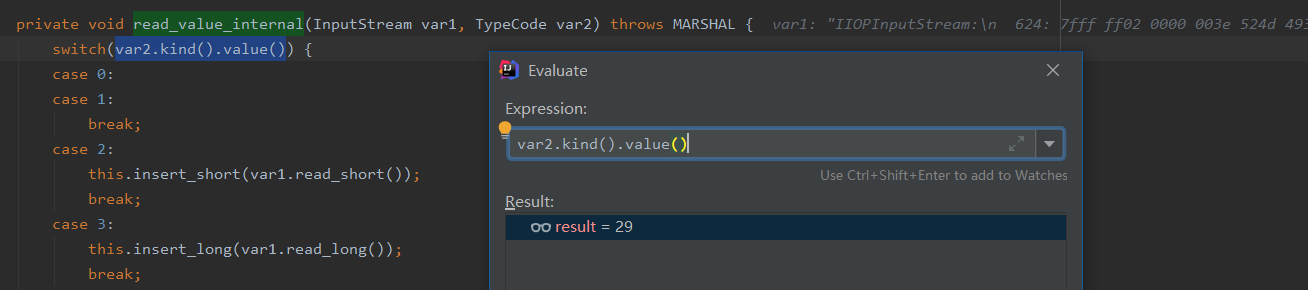 private void read_value_internal(InputStream var1, TypeCode var2) throws MARSHAL {  var1: "IIOPInputStream:\n  624: 7fff ff02 0000 003e 524d 493
switch(var2.kind().value()) {
case 0:
case 1:
break;
case 2:
this.insert_short(var1.read_short());
break;
case 3:
this.insert_long(var1.read_long());
break;
Evaluate
Expression:
var2.kind().value()
Use Ctrl+Shift+Enter to add to Watches
Result:
result = 29